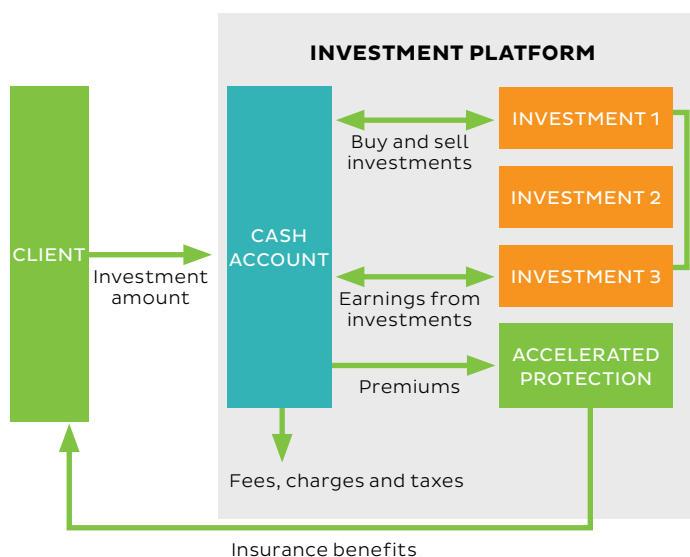 INVESTMENT PLATFORM
CLIENT
Investment
amount
CASH
ACCOUNT
Buy and sell
investments
INVESTMENT 1
INVESTMENT 2
INVESTMENT 3
Earnings from
investments
ACCELERATED
PROTECTION
Premiums
Fees, charges and taxes
Insurance benefits